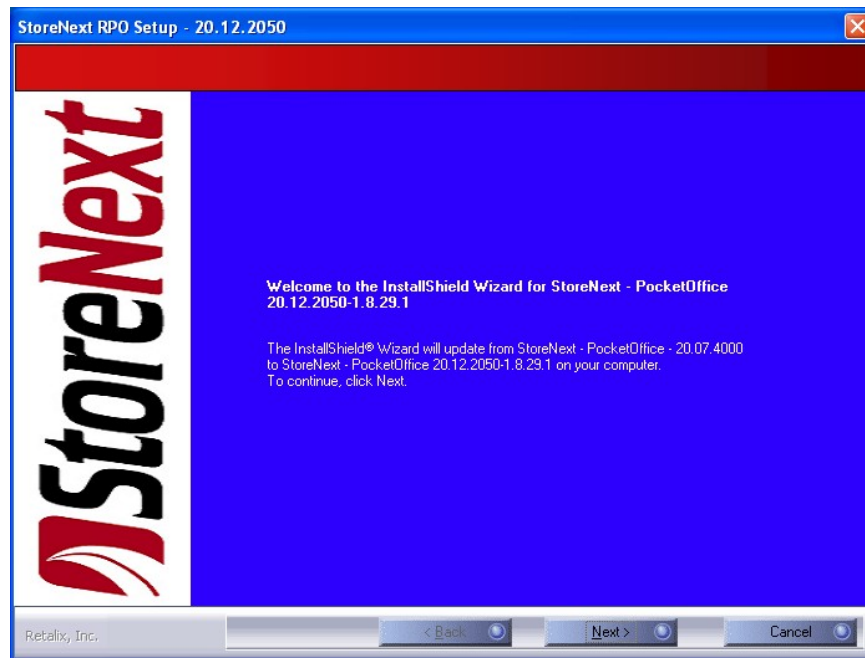 StoreNext RPO Setup - 20.12.2050
StoreNext
Welcome to the InstallShield Wizard for StoreNext - PocketOffice
20.12.2050-1.8.29.1
The InstallShield® Wizard will update from StoreNext - PocketOffice - 20.07.4000
to StoreNext - PocketOffice 20.12.2050-1.8.29.1 on your computer.
To continue, click Next.
Retalix, Inc.
< Back
Next >
Cancel